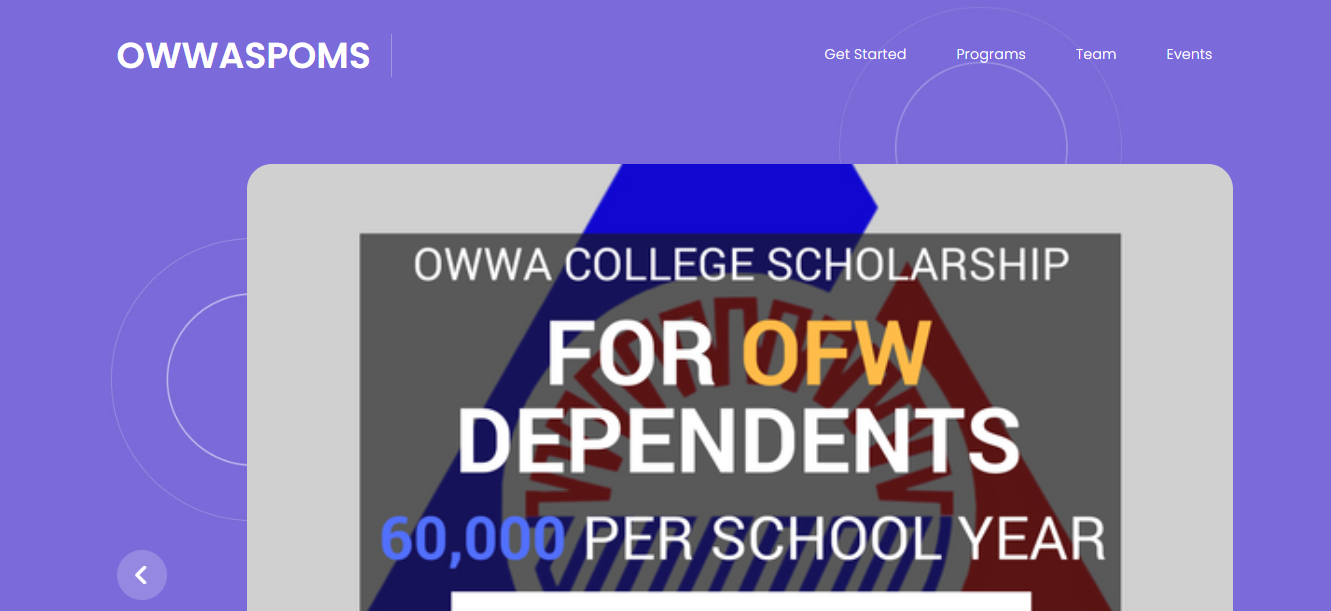 OWWASPOMS
Get Started Programs Team Events
OWWA COLLEGE SCHOLARSHIP
FOR OFW
DEPENDENTS
60,000 PER SCHOOL YEAR